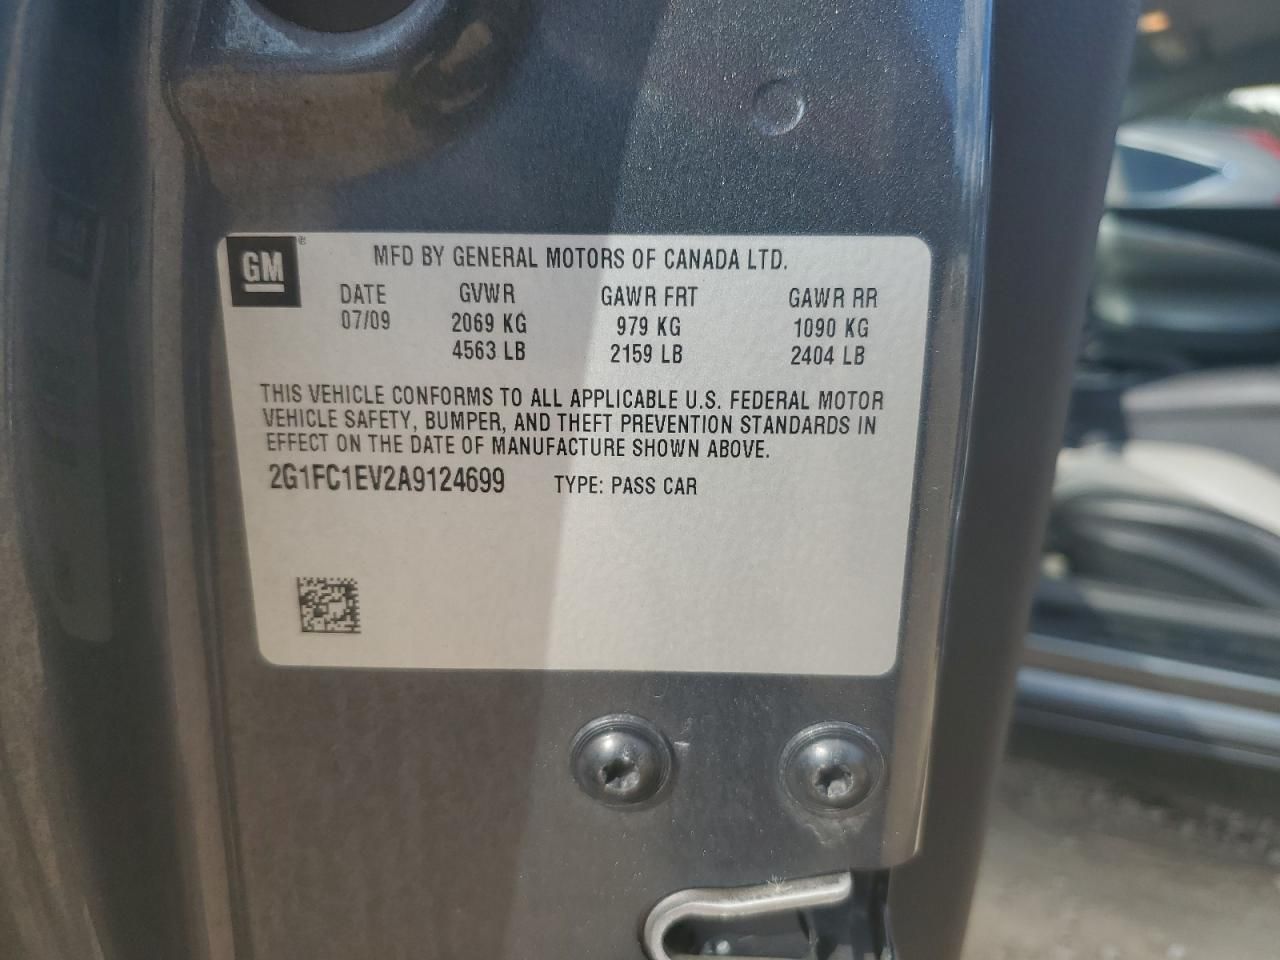 GM ® MFD BY GENERAL MOTORS OF CANADA LTD.
DATE GVWR GAWR FRT GAWR RR
07/09 2069 KG 979 KG 1090 KG
4563 LB 2159 LB 2404 LB
THIS VEHICLE CONFORMS TO ALL APPLICABLE U.S. FEDERAL MOTOR
VEHICLE SAFETY, BUMPER, AND THEFT PREVENTION STANDARDS IN
EFFECT ON THE DATE OF MANUFACTURE SHOWN ABOVE.
2G1FC1EV2A9124699 TYPE: PASS CAR